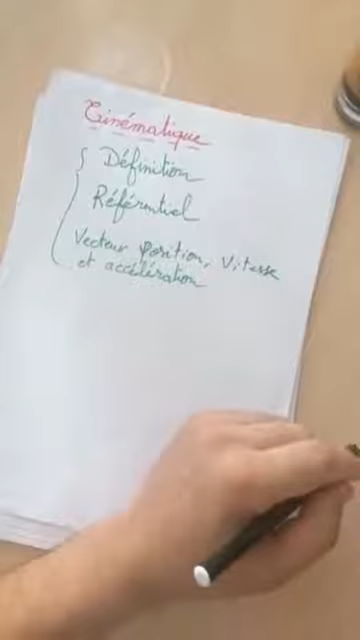 Cinématique
Définition
Référentiel
Vecteur position, Vitesse
et accélération